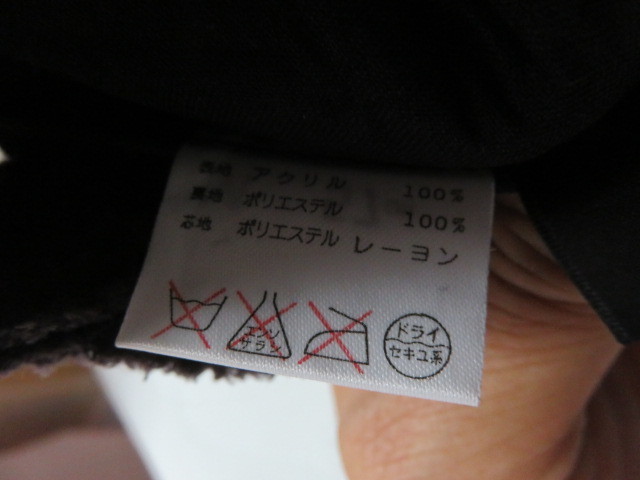 表地 アクリル 100%
裏地 ポリエステル 100%
芯地 ポリエステル レーヨン
エンソ
サラシ
ドライ
セキユ系